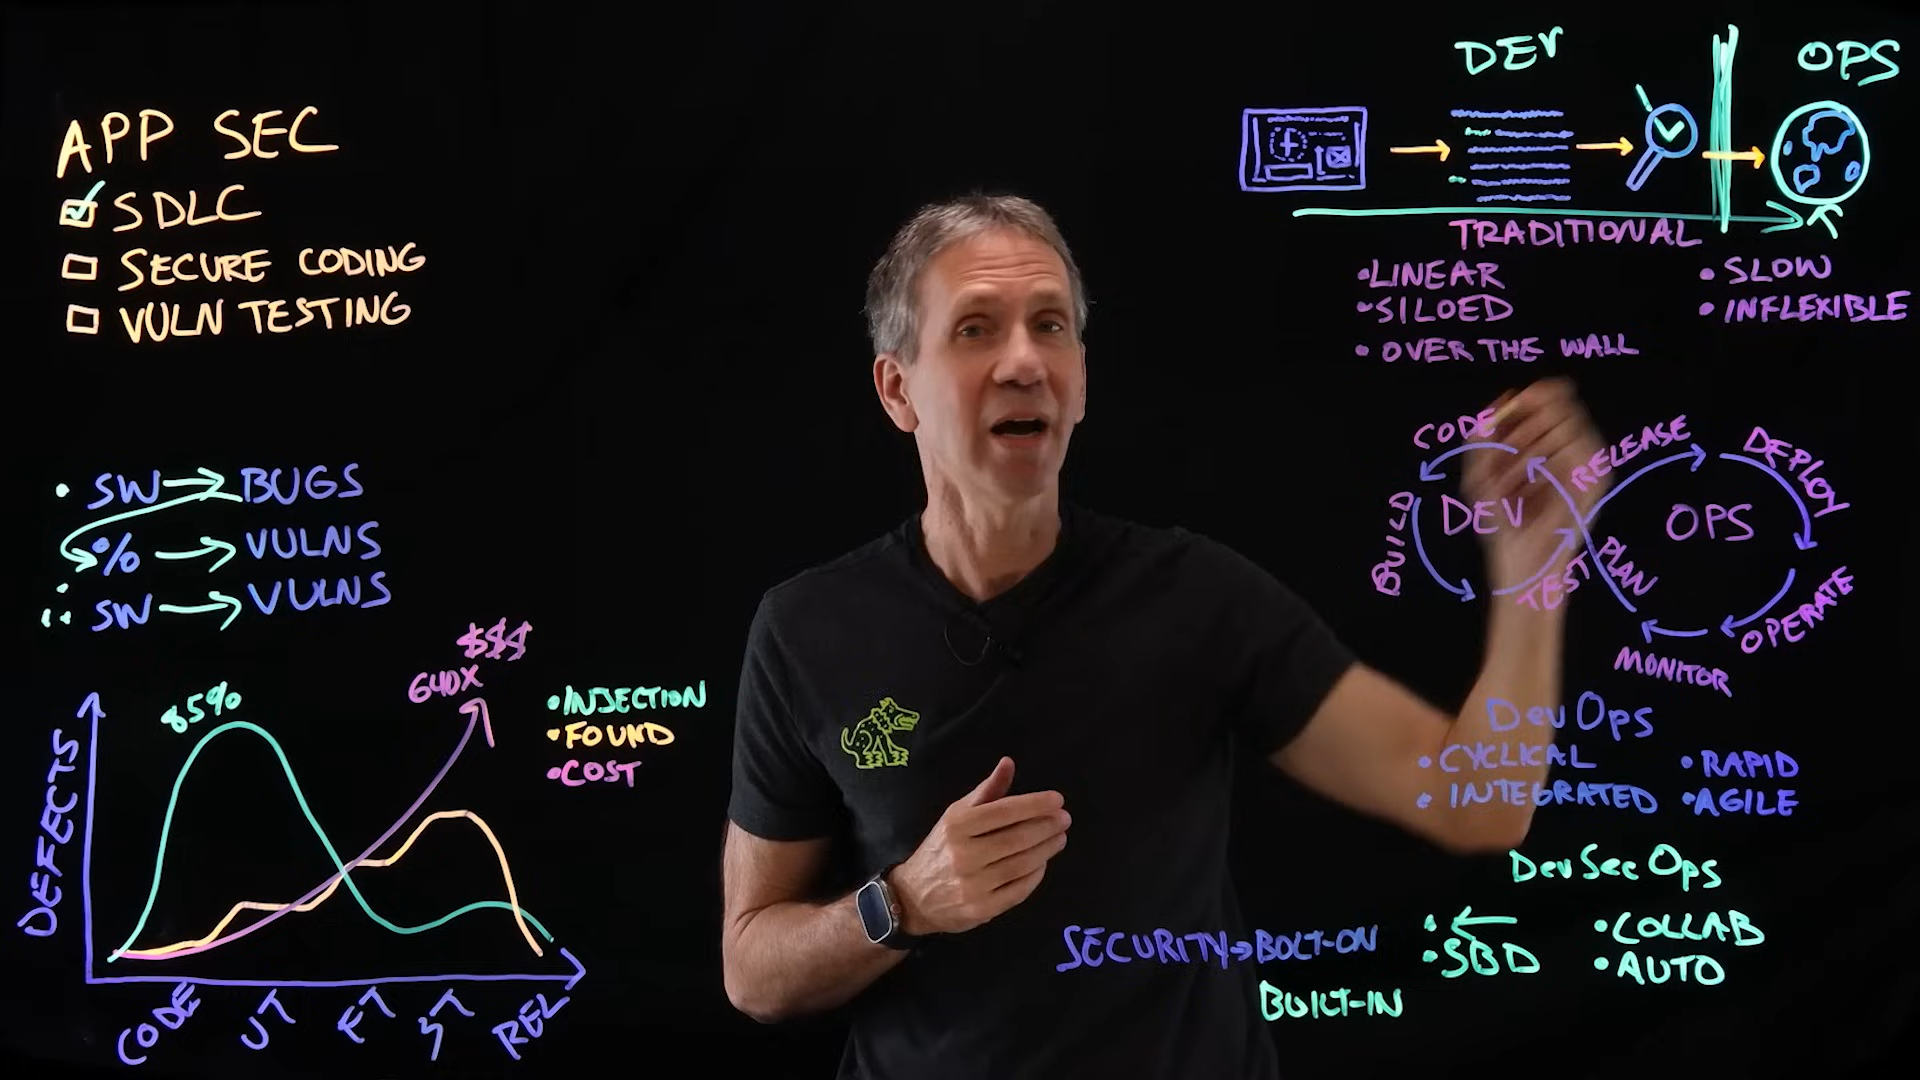 APP SEC
SDLC
SECURE CODING
VULN TESTING
• SW → BUGS
% → VULNS
∴ SW → VULNS
DEFECTS
85%
640X
$$$
• INJECTION
• FOUND
• COST
CODE
UT
FT
ST
REL
DEV
OPS
TRADITIONAL
• LINEAR
• SILOED
• OVER THE WALL
• SLOW
• INFLEXIBLE
DEV
OPS
CODE
BUILD
TEST
RELEASE
DEPLOY
OPERATE
MONITOR
PLAN
DevOps
• CYCLICAL
• INTEGRATED
• RAPID
• AGILE
DevSecOps
• ←
• SBD
• COLLAB
• AUTO
SECURITY → BOLT-ON
BUILT-IN